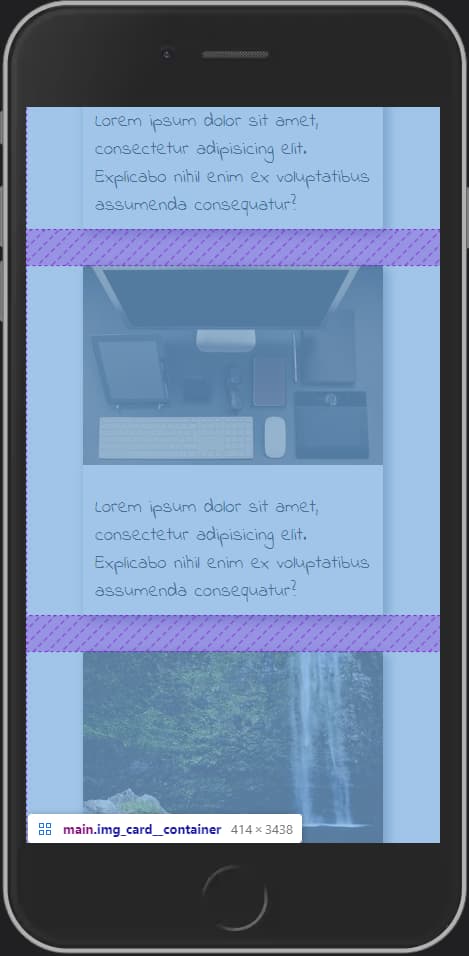 Lorem ipsum dolor sit amet,
consectetur adipisicing elit.
Explicabo nihil enim ex voluptatibus
assumenda consequatur?
Lorem ipsum dolor sit amet,
consectetur adipisicing elit.
Explicabo nihil enim ex voluptatibus
assumenda consequatur?
main.img_card__container 414 × 3438